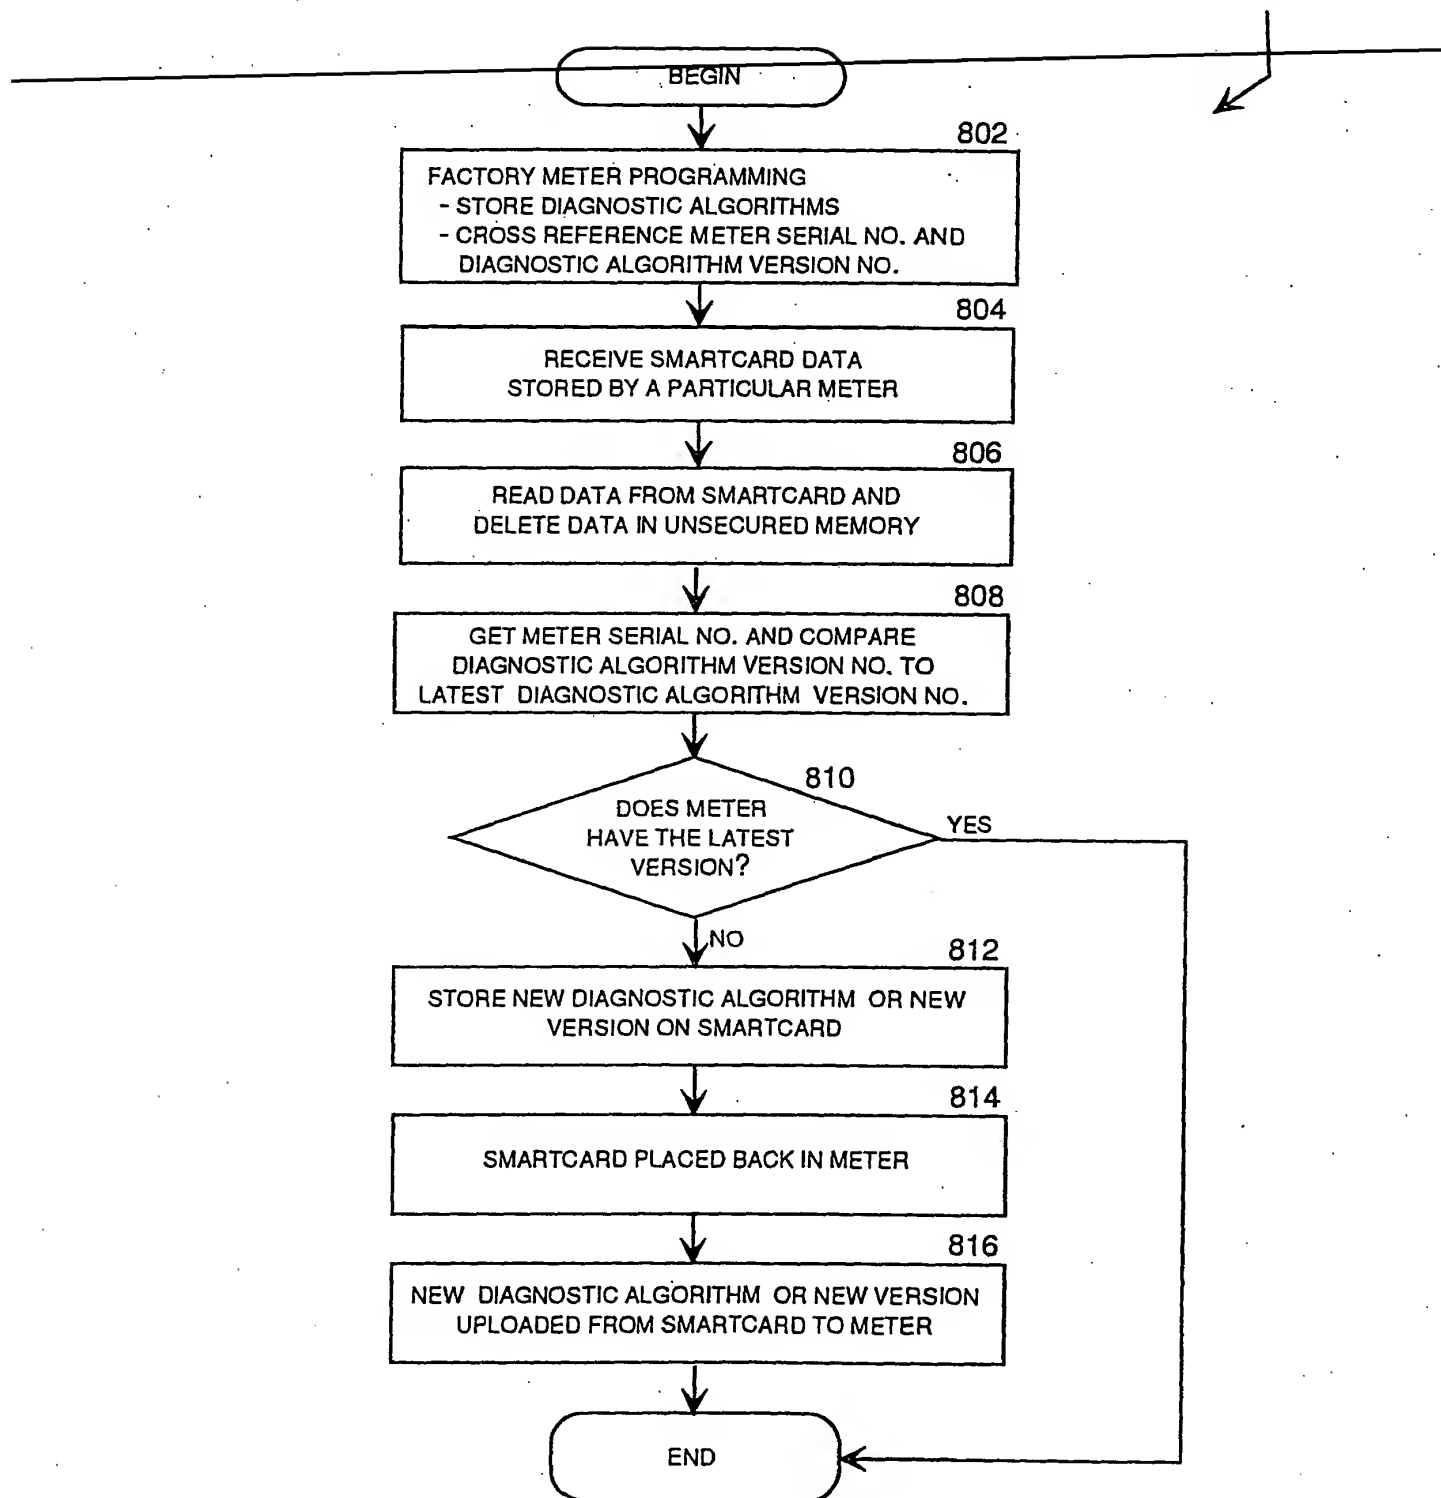 BEGIN
802
FACTORY METER PROGRAMMING
- STORE DIAGNOSTIC ALGORITHMS
- CROSS REFERENCE METER SERIAL NO. AND
DIAGNOSTIC ALGORITHM VERSION NO.
804
RECEIVE SMARTCARD DATA
STORED BY A PARTICULAR METER
806
READ DATA FROM SMARTCARD AND
DELETE DATA IN UNSECURED MEMORY
808
GET METER SERIAL NO. AND COMPARE
DIAGNOSTIC ALGORITHM VERSION NO. TO
LATEST DIAGNOSTIC ALGORITHM VERSION NO.
810
DOES METER
HAVE THE LATEST
VERSION?
YES
NO
812
STORE NEW DIAGNOSTIC ALGORITHM OR NEW
VERSION ON SMARTCARD
814
SMARTCARD PLACED BACK IN METER
816
NEW DIAGNOSTIC ALGORITHM OR NEW VERSION
UPLOADED FROM SMARTCARD TO METER
END